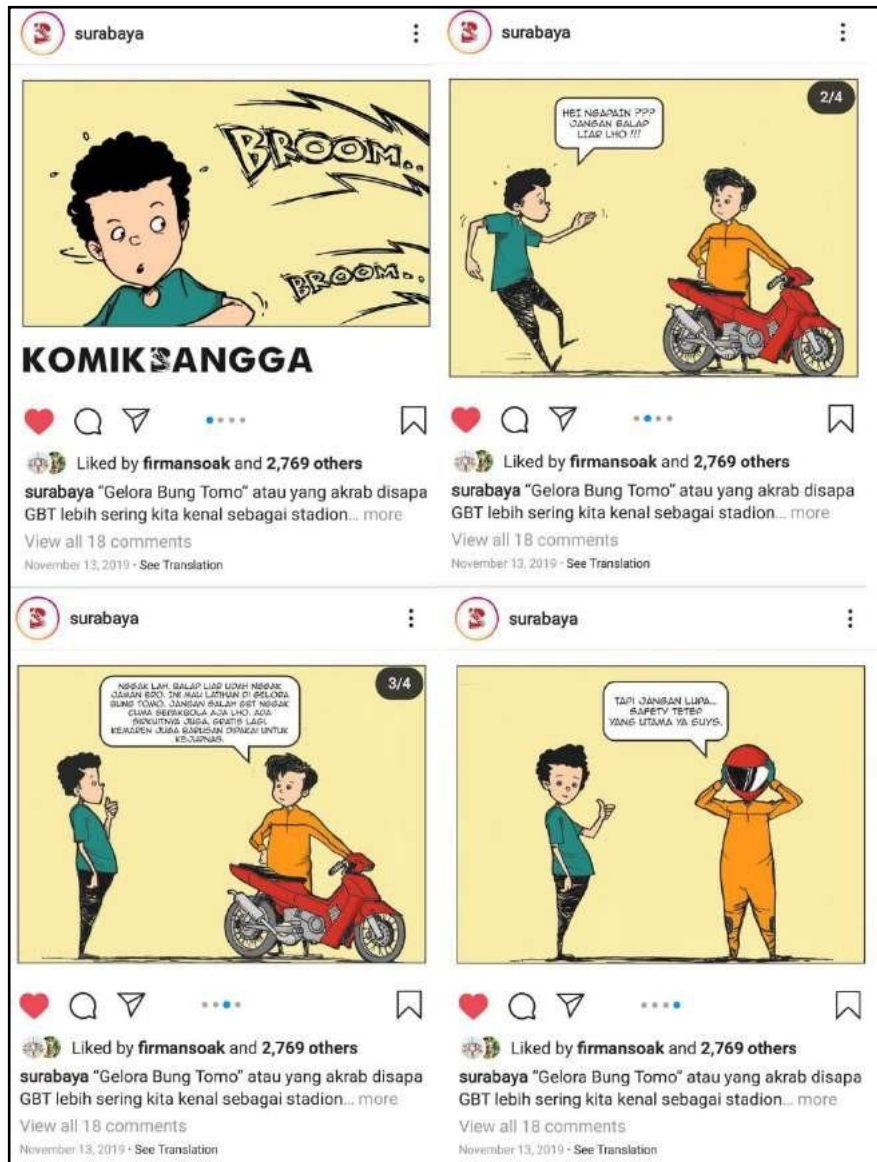 surabaya
BROOM..
BROOM..
KOMIKBANGGA
Liked by firmansoak and 2,769 others
surabaya “Gelora Bung Tomo” atau yang akrab disapa
GBT lebih sering kita kenal sebagai stadion... more
View all 18 comments
November 13, 2019 · See Translation
surabaya
2/4
HEI NGAPAIN ???
JANGAN BALAP
LIAR LHO !!!
Liked by firmansoak and 2,769 others
surabaya “Gelora Bung Tomo” atau yang akrab disapa
GBT lebih sering kita kenal sebagai stadion... more
View all 18 comments
November 13, 2019 · See Translation
surabaya
3/4
NGGAK LAH. BALAP LIAR UDAH NGGAK
JAMAN BRO. INI MAU LATIHAN DI GELORA
BUNG TOMO. JANGAN SALAH GBT NGGAK
CUMA SEPAKBOLA AJA LHO. ADA
SIRKUITNYA JUGA. GRATIS LAGI.
KEMAREN JUGA BARUSAN DIPAKAI UNTUK
KEJURNAS.
Liked by firmansoak and 2,769 others
surabaya “Gelora Bung Tomo” atau yang akrab disapa
GBT lebih sering kita kenal sebagai stadion... more
View all 18 comments
November 13, 2019 · See Translation
surabaya
TAPI JANGAN LUPA...
SAFETY TETEP
YANG UTAMA YA GUYS.
Liked by firmansoak and 2,769 others
surabaya “Gelora Bung Tomo” atau yang akrab disapa
GBT lebih sering kita kenal sebagai stadion... more
View all 18 comments
November 13, 2019 · See Translation